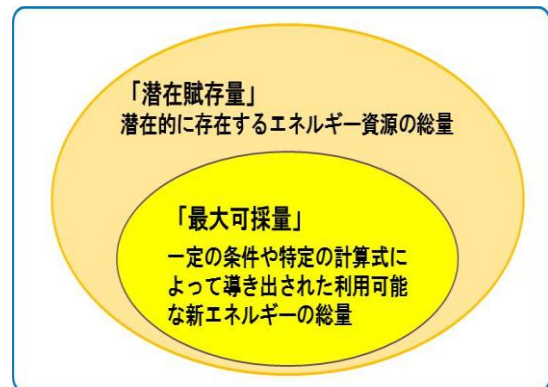 「潜在賦存量」
潜在的に存在するエネルギー資源の総量
「最大可採量」
一定の条件や特定の計算式に
よって導き出された利用可能
な新エネルギーの総量